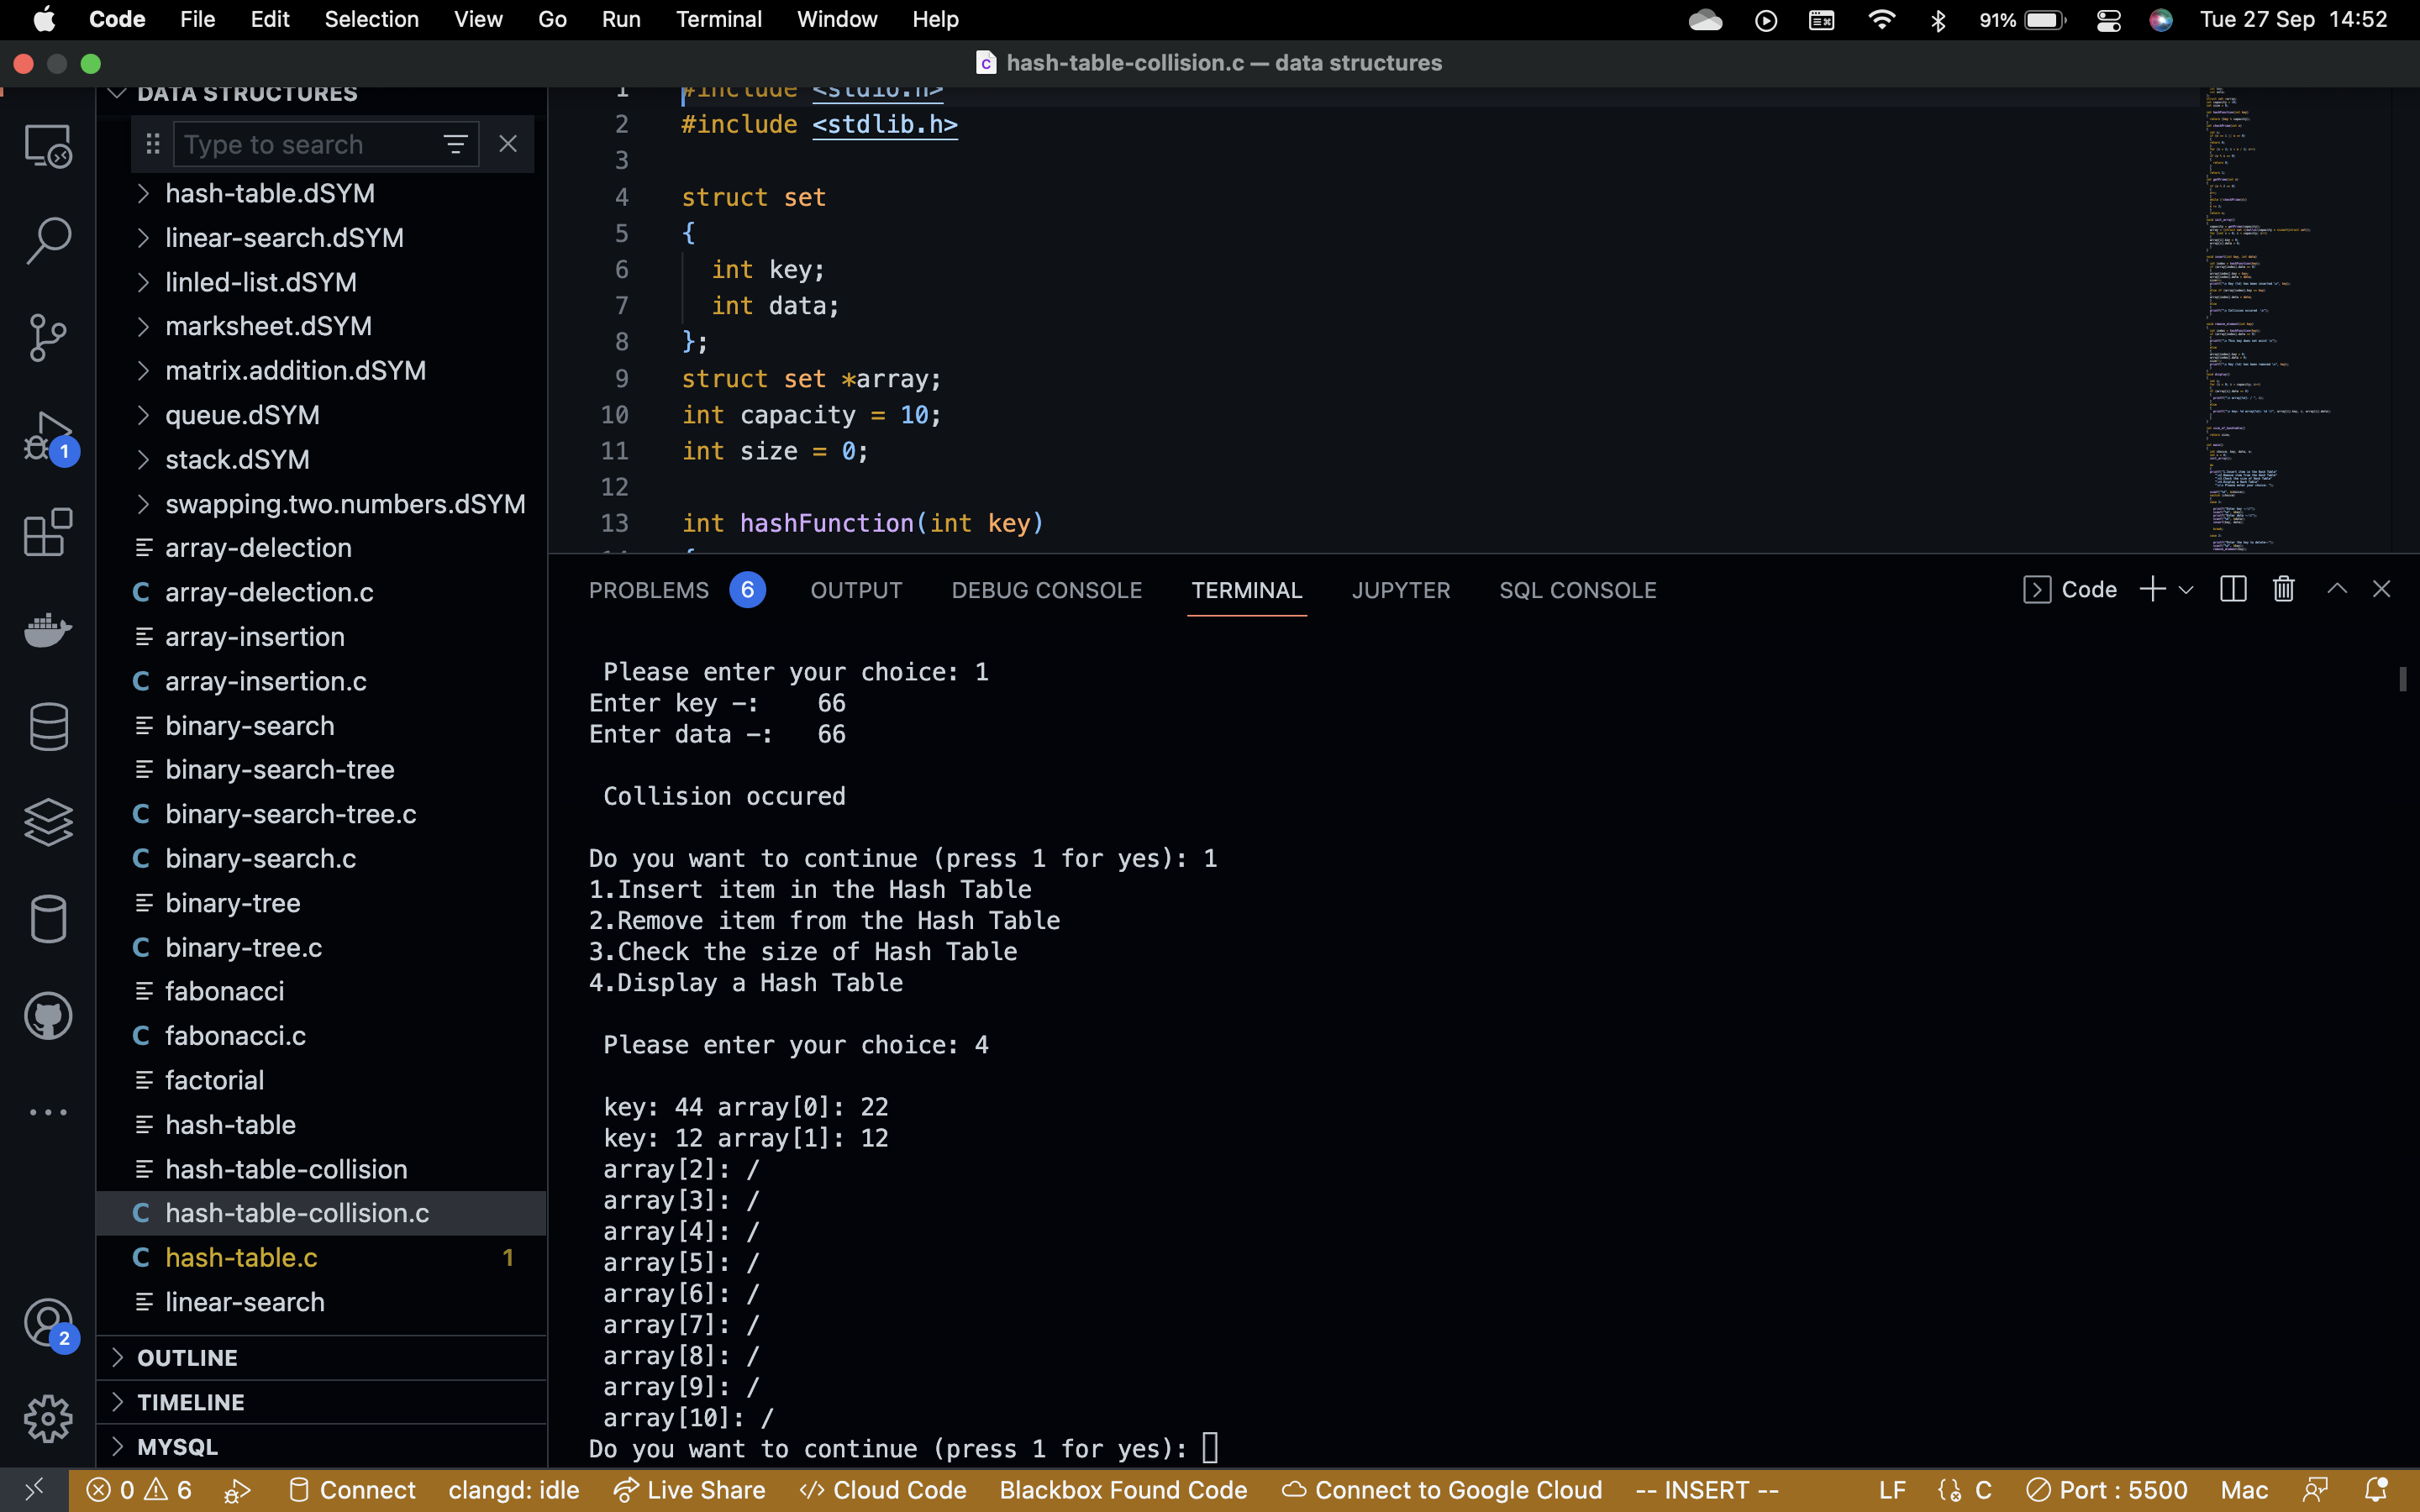 Code File Edit Selection View Go Run Terminal Window Help 91% Tue 27 Sep 14:52
hash-table-collision.c — data structures
DATA STRUCTURES
Type to search
hash-table.dSYM
linear-search.dSYM
linled-list.dSYM
marksheet.dSYM
matrix.addition.dSYM
queue.dSYM
stack.dSYM
swapping.two.numbers.dSYM
array-delection
C array-delection.c
array-insertion
C array-insertion.c
binary-search
binary-search-tree
C binary-search-tree.c
C binary-search.c
binary-tree
C binary-tree.c
fabonacci
C fabonacci.c
factorial
hash-table
hash-table-collision
C hash-table-collision.c
C hash-table.c 1
linear-search
OUTLINE
TIMELINE
MYSQL
1
2
1 #include <stdio.h>
2 #include <stdlib.h>
3
4 struct set
5 {
6 int key;
7 int data;
8 };
9 struct set *array;
10 int capacity = 10;
11 int size = 0;
12
13 int hashFunction(int key)
14 {
PROBLEMS 6 OUTPUT DEBUG CONSOLE TERMINAL JUPYTER SQL CONSOLE Code
Please enter your choice: 1
Enter key -: 66
Enter data -: 66
Collision occured
Do you want to continue (press 1 for yes): 1
1.Insert item in the Hash Table
2.Remove item from the Hash Table
3.Check the size of Hash Table
4.Display a Hash Table
Please enter your choice: 4
key: 44 array[0]: 22
key: 12 array[1]: 12
array[2]: /
array[3]: /
array[4]: /
array[5]: /
array[6]: /
array[7]: /
array[8]: /
array[9]: /
array[10]: /
Do you want to continue (press 1 for yes):
0 6 Connect clangd: idle Live Share Cloud Code Blackbox Found Code Connect to Google Cloud -- INSERT -- LF C Port : 5500 Mac